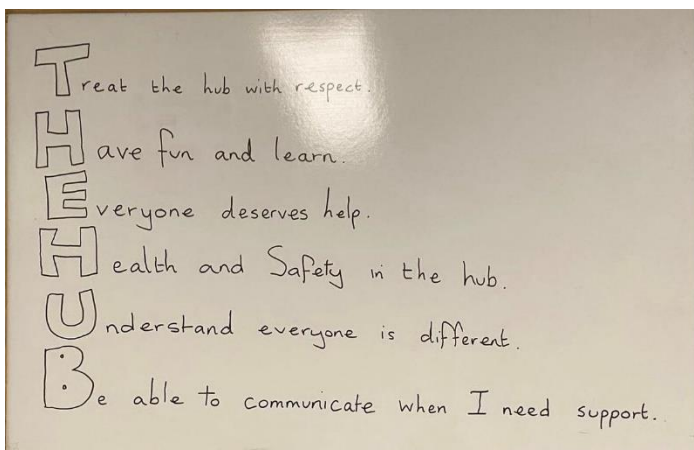 Treat the hub with respect.
Have fun and learn.
Everyone deserves help.
Health and Safety in the hub.
Understand everyone is different.
Be able to communicate when I need support.